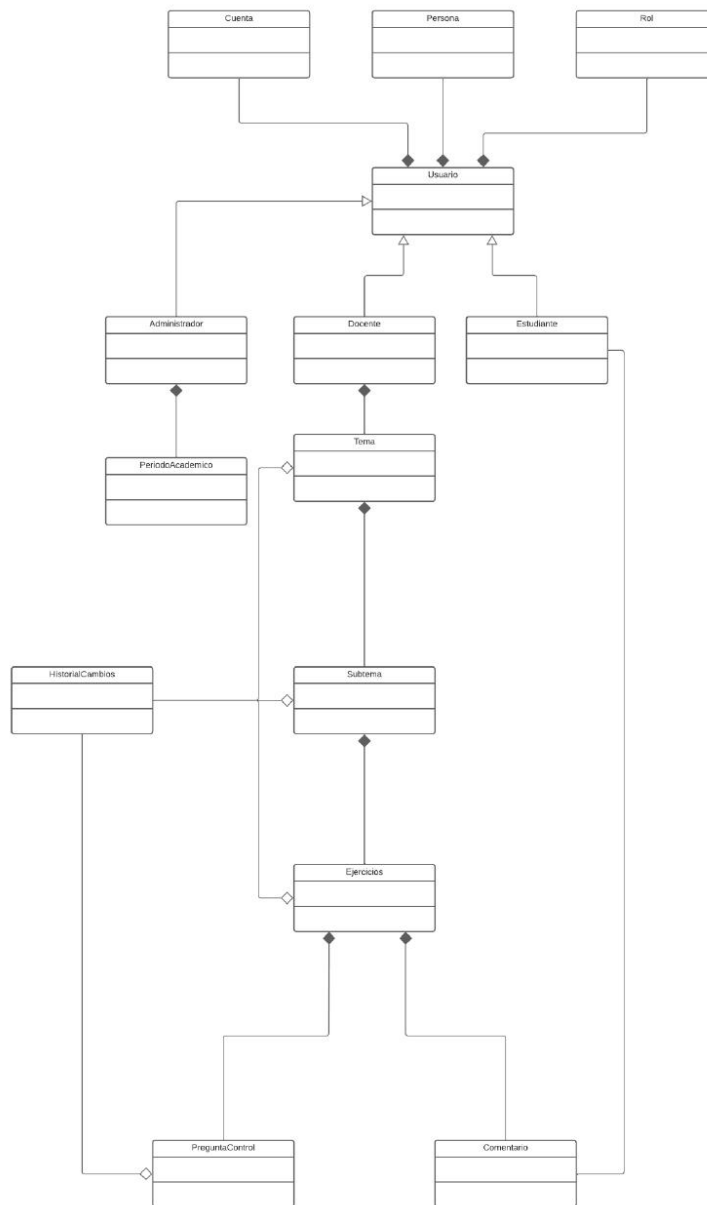 Cuenta
Persona
Rol
Usuario
Administrador
Docente
Estudiante
Tema
PeriodoAcademico
HistorialCambios
Subtema
Ejercicios
PreguntaControl
Comentario